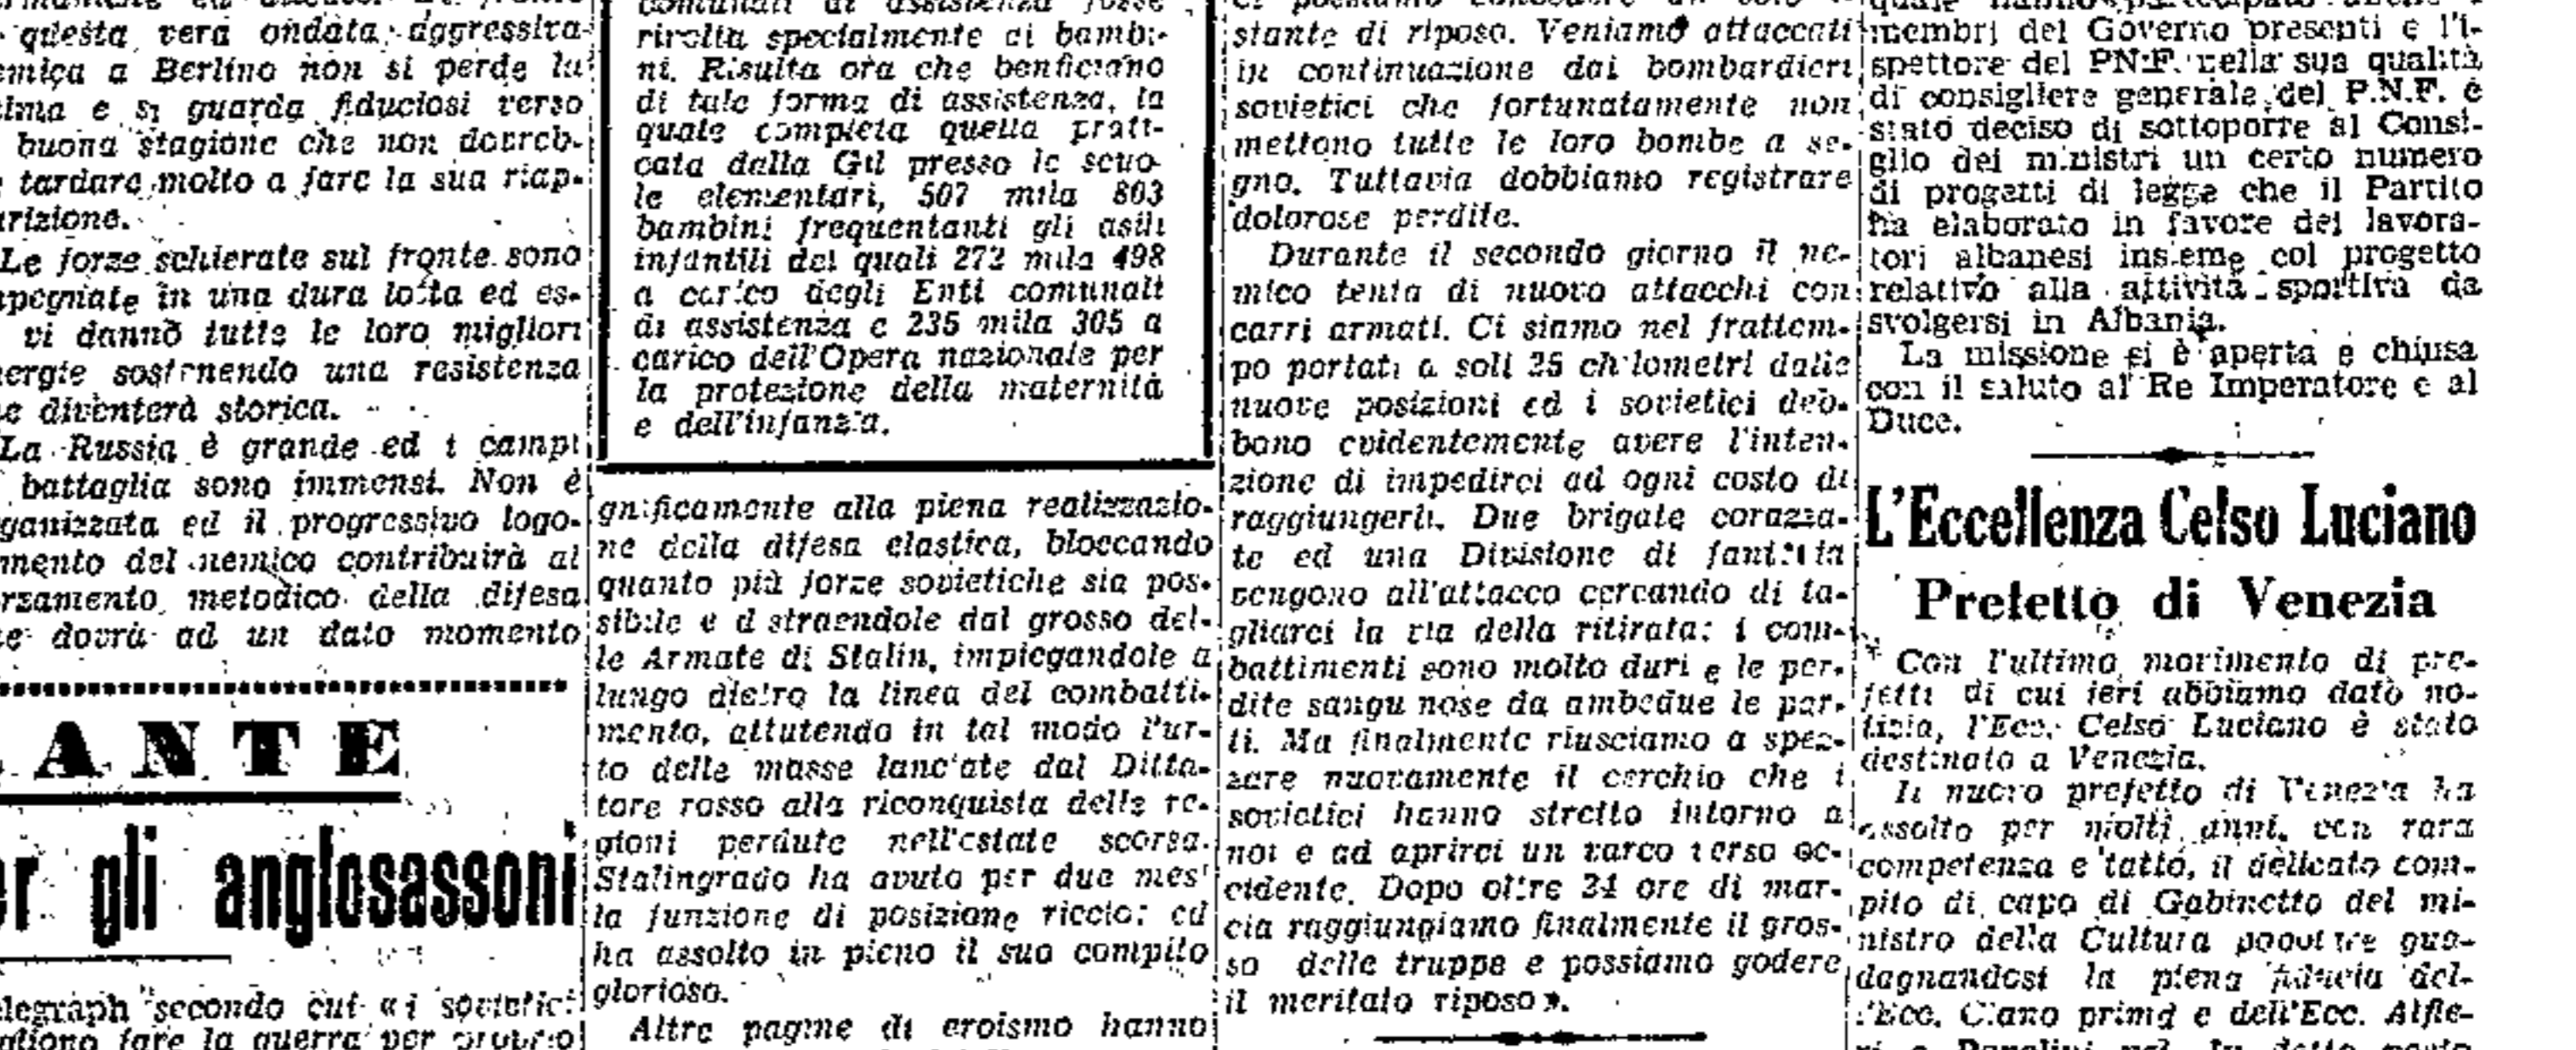 questa vera ondata aggressiva
a Berlino non si perde la
e si guarda fiduciosi verso
buona stagione che non dovreb-
tardare molto a fare la sua riap-
Le forze schierate sul fronte sono
in una dura lotta ed es-
vi danno tutte le loro migliori
sostenendo una resistenza
diventerà storica.
La Russia è grande ed i campi
battaglia sono immensi. Non è
ed il progressivo logo-
del nemico contribuirà al
metodico della difesa
dovrà ad un dato momento
ANTE
gli anglosassoni
secondo cui « i sovietici
fare la guerra per proprio
comunali di assistenza fosse
rivolta specialmente ai bambi-
ni. Risulta ora che benficiano
di tale forma di assistenza, la
quale completa quella prati-
cata dalla Gil presso le scuo-
le elementari, 507 mila 803
bambini frequentanti gli asili
infantili dei quali 272 mila 498
a carico degli Enti comunali
di assistenza e 235 mila 305 a
carico dell'Opera nazionale per
la protezione della maternità
e dell'infanzia.
gnificamente alla piena realizzazio-
ne della difesa elastica, bloccando
quanto più forze sovietiche sia pos-
sibile e distraendole dal grosso del-
le Armate di Stalin, impiegandole a
lungo dietro la linea del combatti-
mento, attutendo in tal modo l'ur-
to delle masse lanciate dal Ditta-
tore rosso alla riconquista delle re-
gioni perdute nell'estate scorsa.
Stalingrado ha avuto per due mesi
la funzione di posizione riccio: ed
ha assolto in pieno il suo compito
glorioso.
Altre pagine di eroismo hanno
stante di riposo. Veniamo attaccati
in continuazione dai bombardieri
sovietici che fortunatamente non
mettono tutte le loro bombe a se-
gno. Tuttavia dobbiamo registrare
dolorose perdite.
Durante il secondo giorno il ne-
mico tenta di nuovo attacchi con
carri armati. Ci siamo nel frattem-
po portati a soli 25 chilometri dalle
nuove posizioni ed i sovietici deb-
bono evidentemente avere l'inten-
zione di impedirci ad ogni costo di
raggiungerli. Due brigate corazza-
te ed una Divisione di fanteria
vengono all'attacco cercando di ta-
gliarci la via della ritirata: i com-
battimenti sono molto duri e le per-
dite sanguinose da ambedue le par-
ti. Ma finalmente riusciamo a spez-
zare nuovamente il cerchio che i
sovietici hanno stretto intorno a
noi e ad aprirci un varco verso oc-
cidente. Dopo oltre 24 ore di mar-
cia raggiungiamo finalmente il gros-
so delle truppe e possiamo godere
il meritato riposo».
membri del Governo presenti e l'i-
spettore del PNF. nella sua qualità
di consigliere generale del P.N.F. è
stato deciso di sottoporre al Consi-
glio dei ministri un certo numero
di progetti di legge che il Partito
ha elaborato in favore dei lavora-
tori albanesi insieme col progetto
relativo alla attività sportiva da
svolgersi in Albania.
La missione si è aperta e chiusa
con il saluto al Re Imperatore e al
Duce.
L'Eccellenza Celso Luciano
Prefetto di Venezia
Con l'ultimo movimento di pre-
fetti di cui ieri abbiamo dato no-
tizia, l'Ecc. Celso Luciano è stato
destinato a Venezia.
Il nuovo prefetto di Venezia ha
assolto per molti anni, con rara
competenza e tatto, il delicato com-
pito di capo di Gabinetto del mi-
nistro della Cultura popolare gua-
dagnandosi la piena fiducia del-
l'Ecc. Ciano prima e dell'Ecc. Alfie-